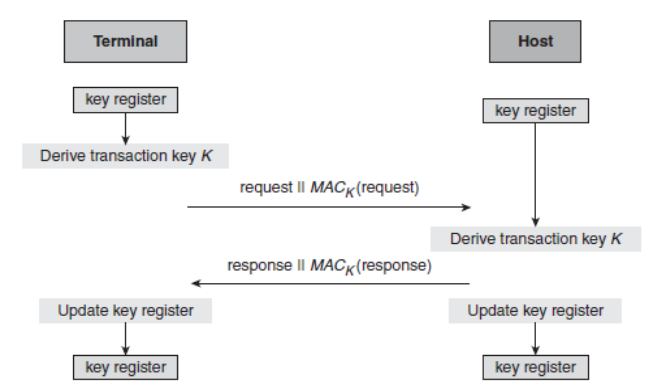 Terminal
Host
key register
key register
Derive transaction key K
request || MAC_K(request)
Derive transaction key K
response || MAC_K(response)
Update key register
Update key register
key register
key register